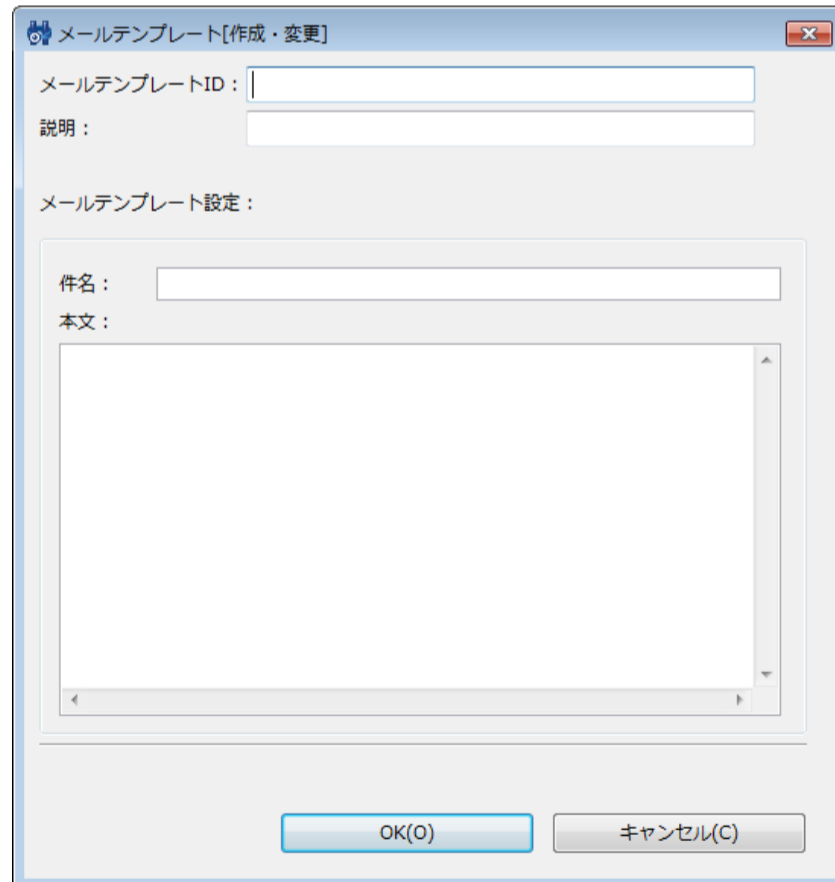 メールテンプレート[作成・変更]
メールテンプレートID：
説明：
メールテンプレート設定：
件名：
本文：
OK(O) キャンセル(C)